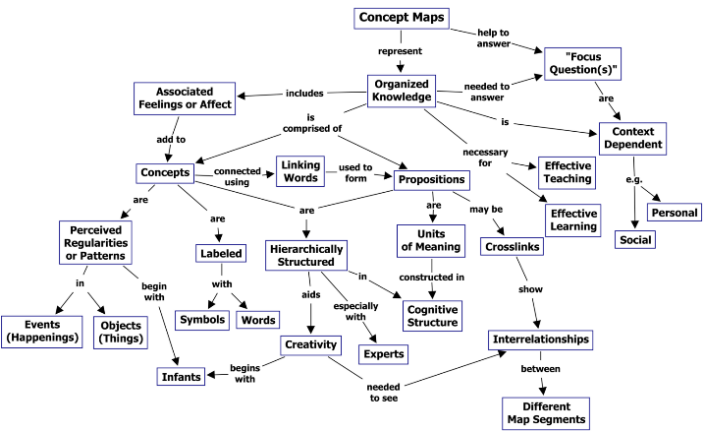 Concept Maps
help to
answer
represent
"Focus
Question(s)"
Organized
Knowledge
needed to
answer
Associated
Feelings or Affect
includes
are
is
comprised of
is
Context
Dependent
add to
necessary
for
Effective
Teaching
Linking
Words
Concepts
connected
using
used to
form
Propositions
e.g.
are
are
are
are
may be
Effective
Learning
Personal
Social
Perceived
Regularities
or Patterns
Labeled
Hierarchically
Structured
Units
of Meaning
Crosslinks
in
begin
with
with
in
constructed in
aids
especially
with
show
Events
(Happenings)
Objects
(Things)
Symbols
Words
Cognitive
Structure
Creativity
Experts
Interrelationships
Infants
begins
with
needed
to see
between
Different
Map Segments